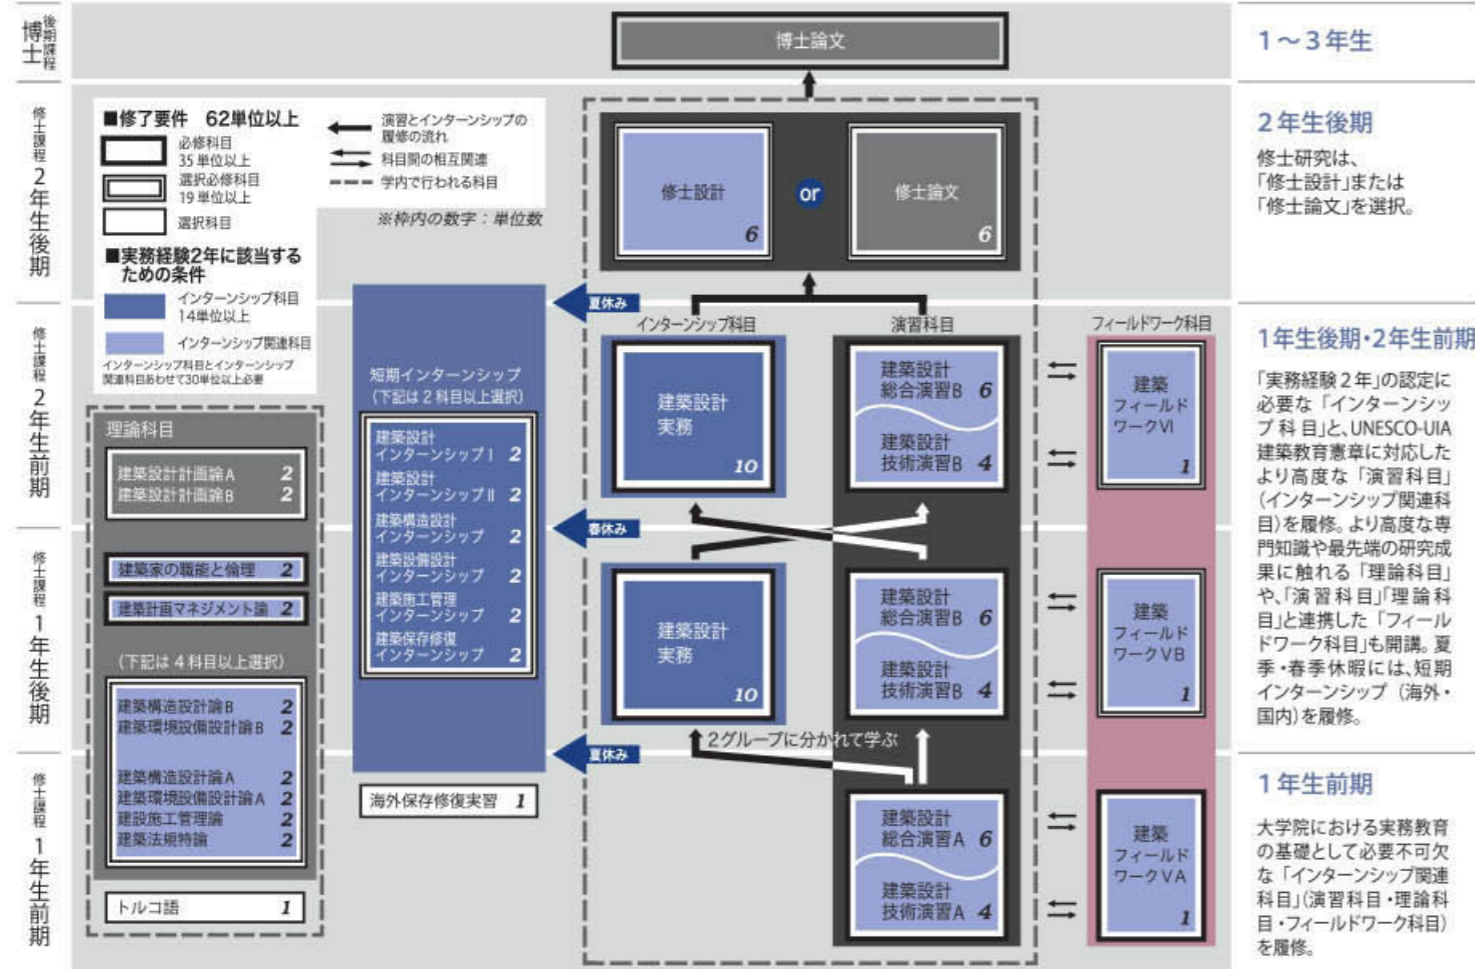 博士
後期課程
博士論文
1～3年生
修士課程 2年生後期
■修了要件 62単位以上
必修科目
35単位以上
選択必修科目
19単位以上
選択科目
■実務経験2年に該当する
ための条件
インターンシップ科目
14単位以上
インターンシップ関連科目
インターンシップ科目とインターンシップ
関連科目あわせて30単位以上必要
演習とインターンシップの
履修の流れ
科目間の相互関連
学内で行われる科目
※枠内の数字：単位数
修士設計
6
or
修士論文
6
2年生後期
修士研究は、
「修士設計」または
「修士論文」を選択。
修士課程 2年生前期
修士課程 1年生後期
修士課程 1年生前期
理論科目
建築設計計画論A 2
建築設計計画論B 2
建築家の職能と倫理 2
建築計画マネジメント論 2
(下記は4科目以上選択)
建築構造設計論B 2
建築環境設備設計論B 2
建築構造設計論A 2
建築環境設備設計論A 2
建設施工管理論 2
建築法規特論 2
トルコ語 1
短期インターンシップ
(下記は2科目以上選択)
建築設計
インターンシップⅠ 2
建築設計
インターンシップⅡ 2
建築構造設計
インターンシップ 2
建築設備設計
インターンシップ 2
建築施工管理
インターンシップ 2
建築保存修復
インターンシップ 2
海外保存修復実習 1
夏休み
春休み
夏休み
インターンシップ科目
建築設計
実務
10
建築設計
実務
10
2グループに分かれて学ぶ
演習科目
建築設計
総合演習B 6
建築設計
技術演習B 4
建築設計
総合演習B 6
建築設計
技術演習B 4
建築設計
総合演習A 6
建築設計
技術演習A 4
フィールドワーク科目
建築
フィールド
ワークⅥ
1
建築
フィールド
ワークⅤB
1
建築
フィールド
ワークⅤA
1
1年生後期・2年生前期
「実務経験2年」の認定に
必要な「インターンシッ
プ科目」と、UNESCO-UIA
建築教育憲章に対応した
より高度な「演習科目」
(インターンシップ関連科
目)を履修。より高度な専
門知識や最先端の研究成
果に触れる「理論科目」
や、「演習科目」「理論科
目」と連携した「フィール
ドワーク科目」も開講。夏
季・春季休暇には、短期
インターンシップ (海外・
国内)を履修。
1年生前期
大学院における実務教育
の基礎として必要不可欠
な「インターンシップ関連
科目」(演習科目・理論科
目・フィールドワーク科目)
を履修。